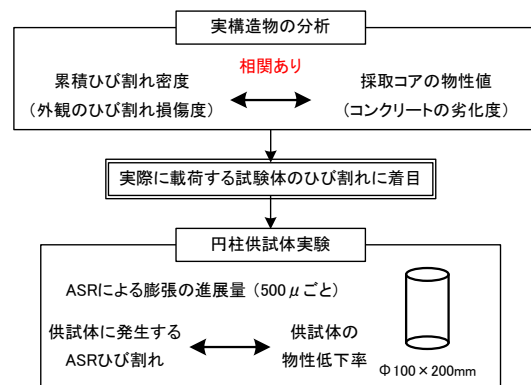 実構造物の分析
相関あり
累積ひび割れ密度
(外観のひび割れ損傷度)
採取コアの物性値
(コンクリートの劣化度)
実際に載荷する試験体のひび割れに着目
円柱供試体実験
ASRによる膨張の進展量 (500μごと)
供試体に発生する
ASRひび割れ
供試体の
物性低下率
Φ100×200mm